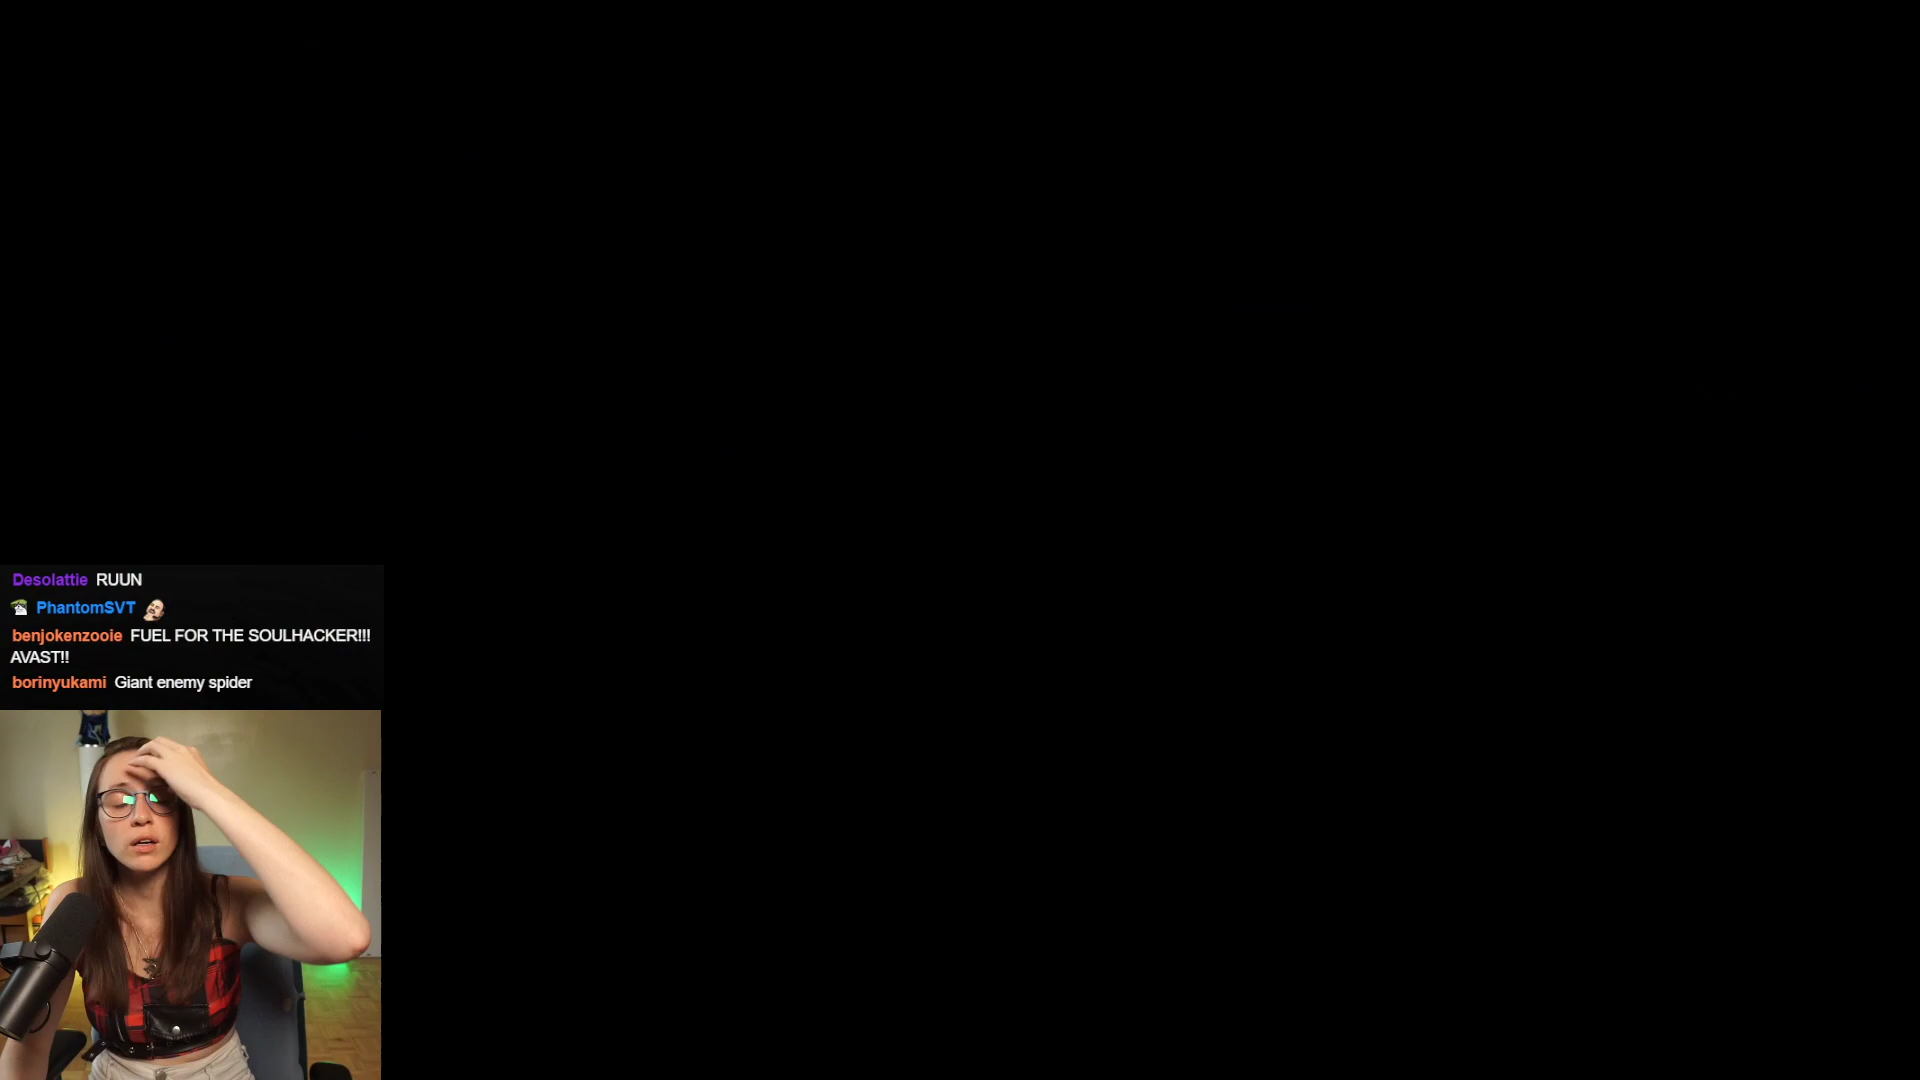 Desolattie RUUN
PhantomSVT
benjokenzooie FUEL FOR THE SOULHACKER!!!
AVAST!!
borinyukami Giant enemy spider